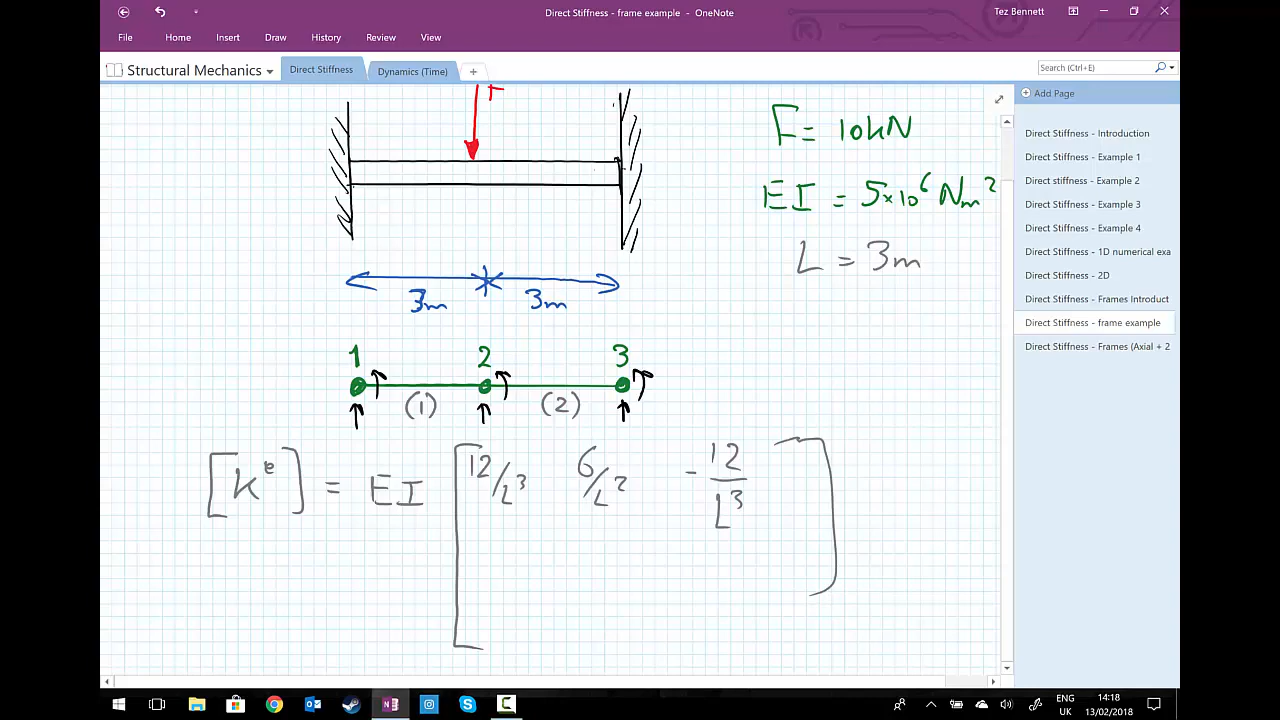 Direct Stiffness - frame example - OneNote
Tez Bennett
File Home Insert Draw History Review View
Structural Mechanics
Direct Stiffness
Dynamics (Time)
Search (Ctrl+E)
Add Page
Direct Stiffness - Introduction
Direct Stiffness - Example 1
Direct stiffness - Example 2
Direct Stiffness - Example 3
Direct Stiffness - Example 4
Direct Stiffness - 1D numerical exa
Direct Stiffness - 2D
Direct Stiffness - Frames Introduct
Direct Stiffness - frame example
Direct Stiffness - Frames (Axial + 2
F
F = 10kN
EI = 5×10⁶ Nm²
L = 3m
3m 3m
1 2 3
(1) (2)
[Kᵉ] = EI [ 12/L³ 6/L² -12/L³ ]
ENG
UK
14:18
13/02/2018